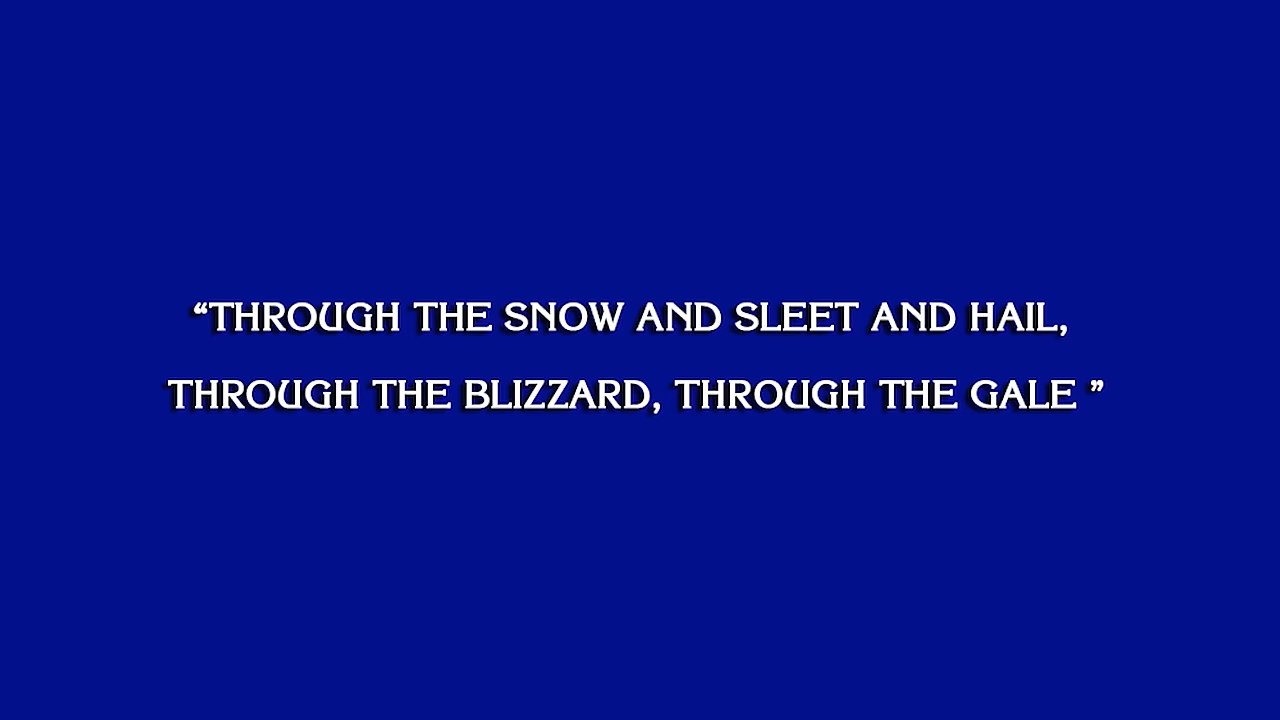 “THROUGH THE SNOW AND SLEET AND HAIL,
THROUGH THE BLIZZARD, THROUGH THE GALE ”